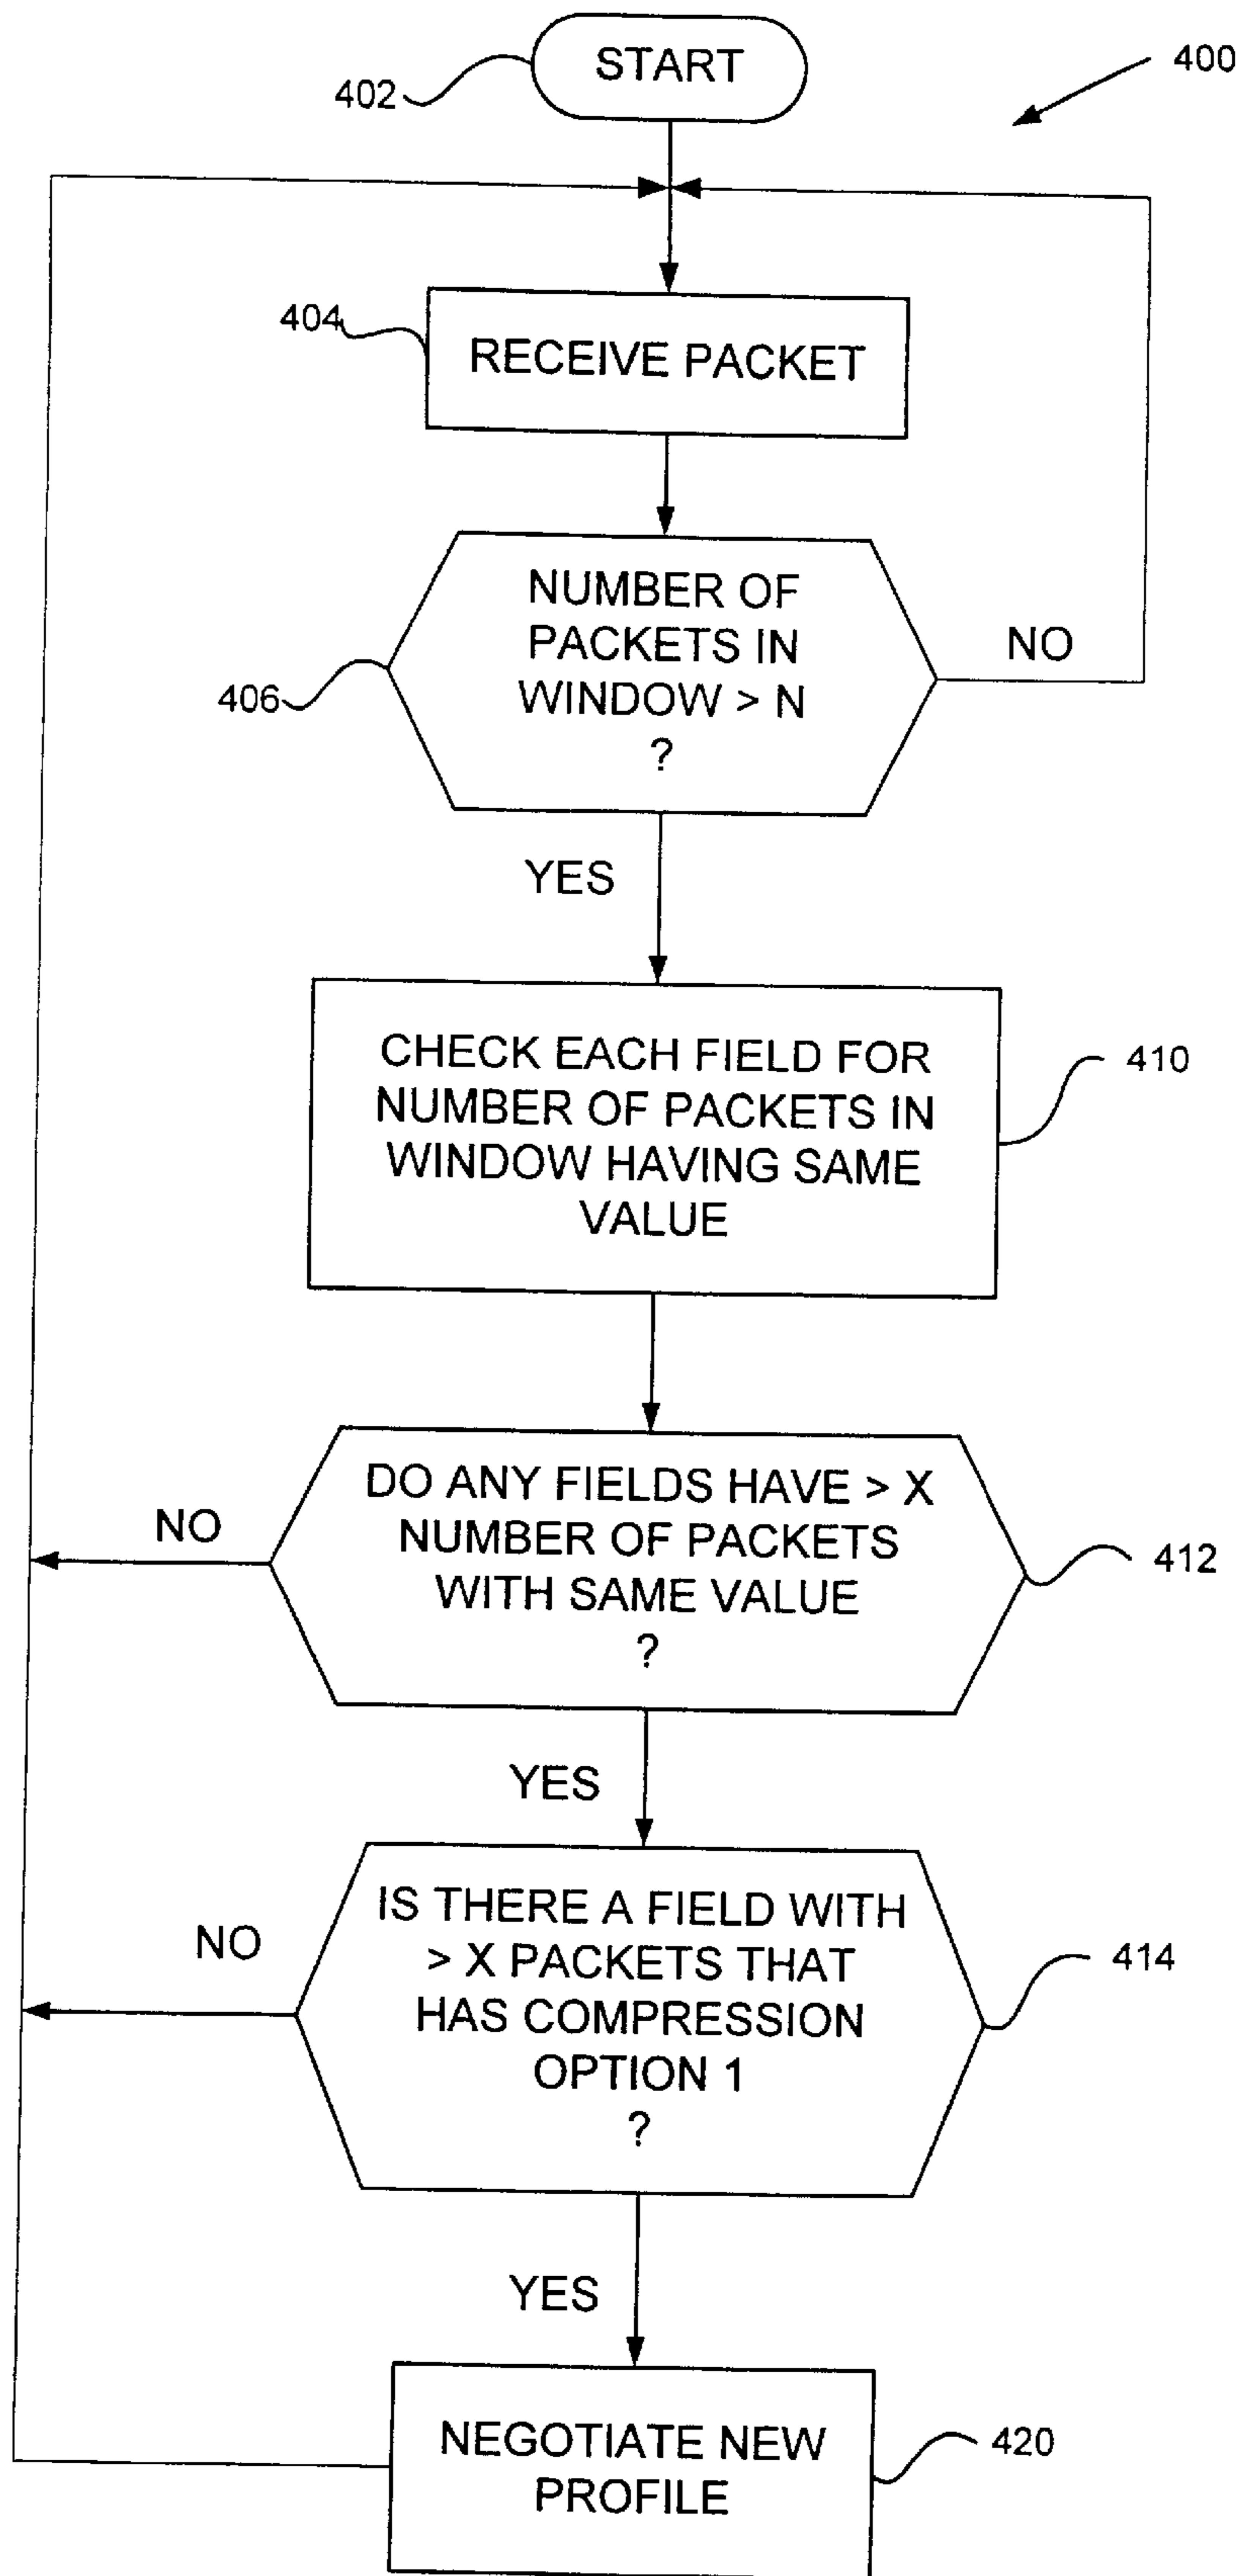 START
400
402
404
RECEIVE PACKET
NUMBER OF
PACKETS IN
WINDOW > N
?
NO
406
YES
CHECK EACH FIELD FOR
NUMBER OF PACKETS IN
WINDOW HAVING SAME
VALUE
410
DO ANY FIELDS HAVE > X
NUMBER OF PACKETS
WITH SAME VALUE
?
NO
412
YES
IS THERE A FIELD WITH
> X PACKETS THAT
HAS COMPRESSION
OPTION 1
?
NO
414
YES
NEGOTIATE NEW
PROFILE
420